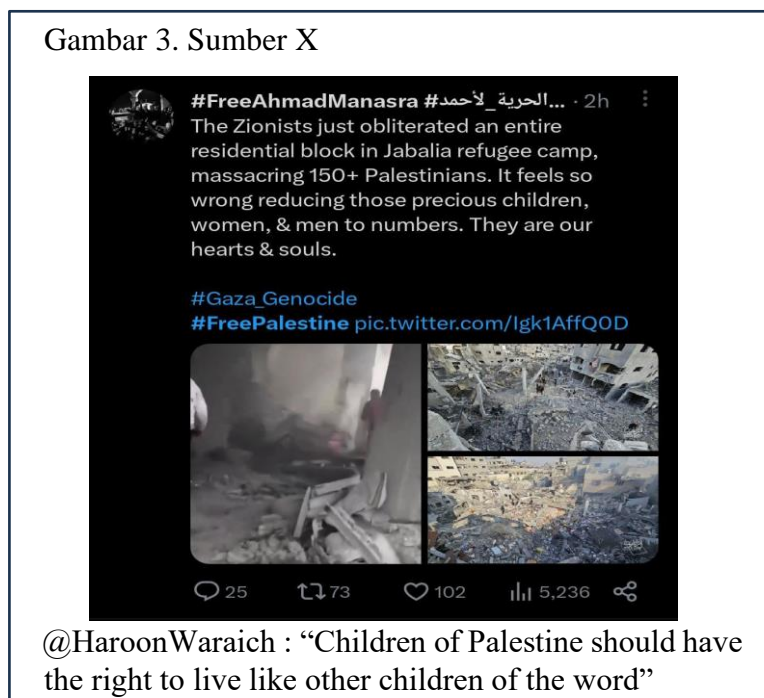 Gambar 3. Sumber X
#FreeAhmadManasra #الحرية_لأحمد... · 2h
The Zionists just obliterated an entire
residential block in Jabalia refugee camp,
massacring 150+ Palestinians. It feels so
wrong reducing those precious children,
women, & men to numbers. They are our
hearts & souls.
#Gaza_Genocide
#FreePalestine pic.twitter.com/Igk1AffQ0D
25 73 102 5,236
@HaroonWaraich : “Children of Palestine should have
the right to live like other children of the word”